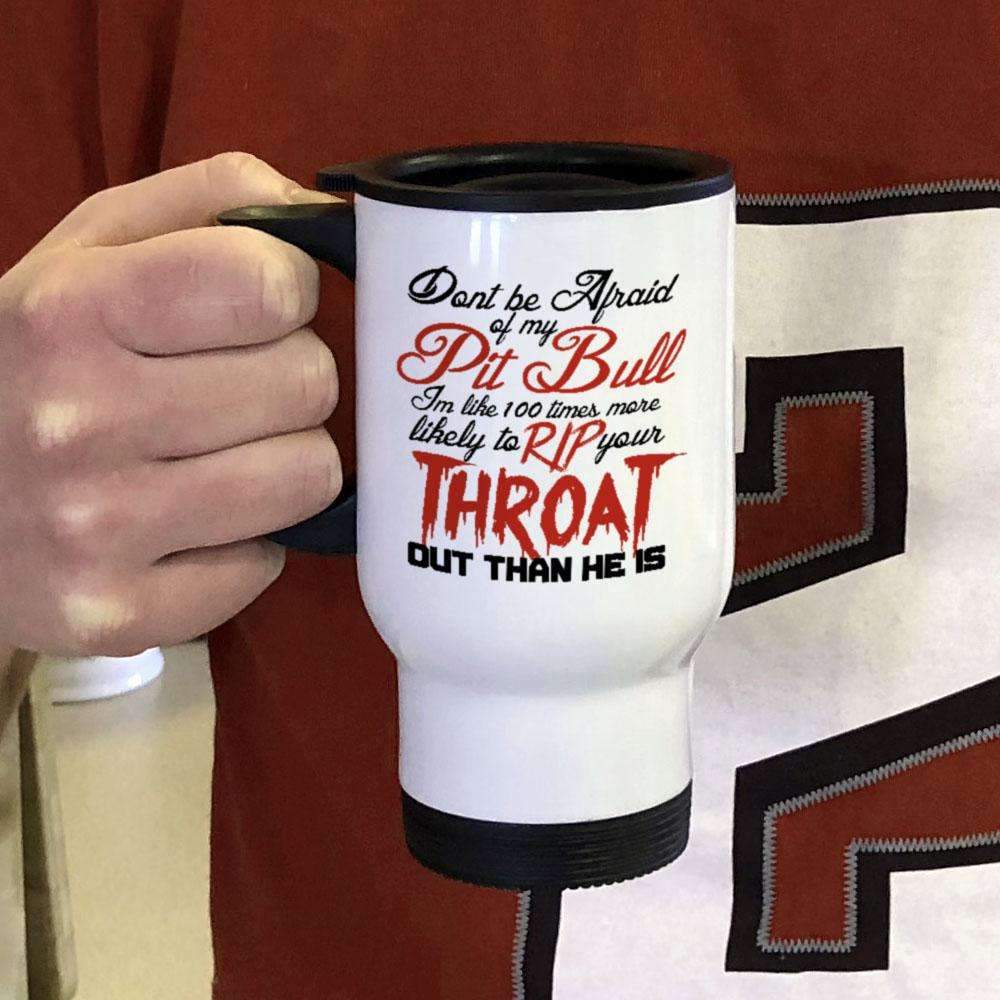 Dont be Afraid
of my
Pit Bull
Im like 100 times more
likely to RIP your
THROAT
OUT THAN HE IS